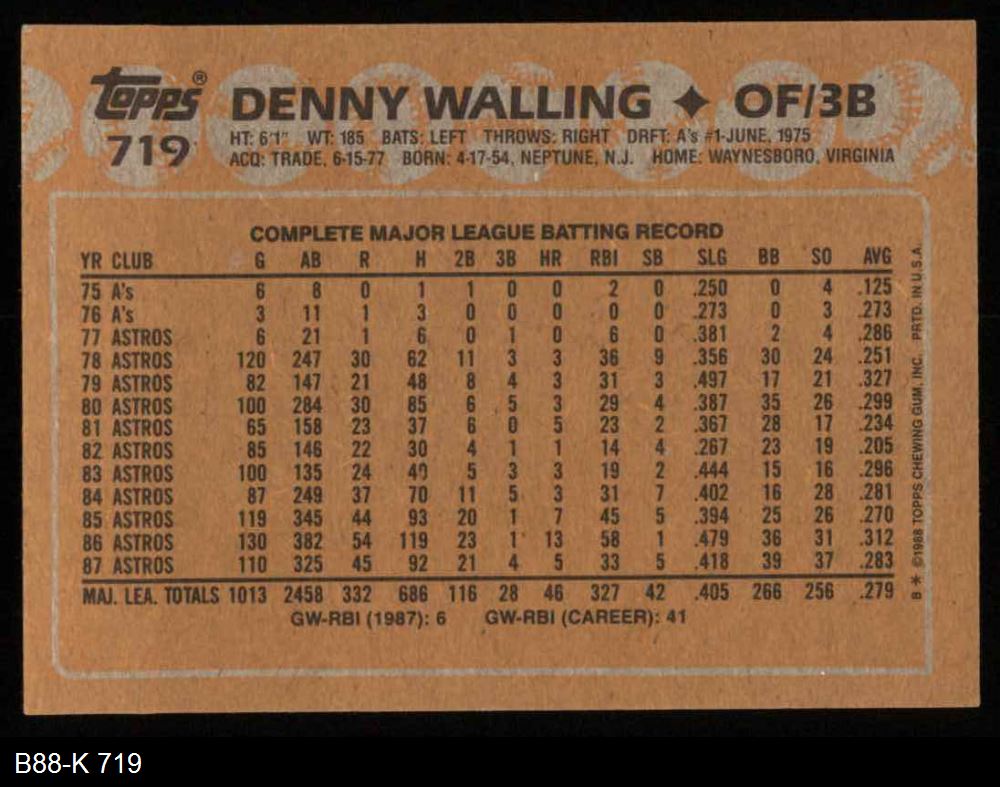 Topps® DENNY WALLING ✦ OF/3B
719 HT: 6'1" WT: 185 BATS: LEFT THROWS: RIGHT DRFT: A's #1-JUNE, 1975
ACQ: TRADE, 6-15-77 BORN: 4-17-54, NEPTUNE, N.J. HOME: WAYNESBORO, VIRGINIA
COMPLETE MAJOR LEAGUE BATTING RECORD
YR CLUB G AB R H 2B 3B HR RBI SB SLG BB SO AVG
75 A's 6 8 0 1 1 0 0 2 0 .250 0 4 .125
76 A's 3 11 1 3 0 0 0 0 0 .273 0 3 .273
77 ASTROS 6 21 1 6 0 1 0 6 0 .381 2 4 .286
78 ASTROS 120 247 30 62 11 3 3 36 9 .356 30 24 .251
79 ASTROS 82 147 21 48 8 4 3 31 3 .497 17 21 .327
80 ASTROS 100 284 30 85 6 5 3 29 4 .387 35 26 .299
81 ASTROS 65 158 23 37 6 0 5 23 2 .367 28 17 .234
82 ASTROS 85 146 22 30 4 1 1 14 4 .267 23 19 .205
83 ASTROS 100 135 24 40 5 3 3 19 2 .444 15 16 .296
84 ASTROS 87 249 37 70 11 5 3 31 7 .402 16 28 .281
85 ASTROS 119 345 44 93 20 1 7 45 5 .394 25 26 .270
86 ASTROS 130 382 54 119 23 1 13 58 1 .479 36 31 .312
87 ASTROS 110 325 45 92 21 4 5 33 5 .418 39 37 .283
MAJ. LEA. TOTALS 1013 2458 332 686 116 28 46 327 42 .405 266 256 .279
GW-RBI (1987): 6 GW-RBI (CAREER): 41
B * ©1988 TOPPS CHEWING GUM, INC. PRTD. IN U.S.A.
B88-K 719